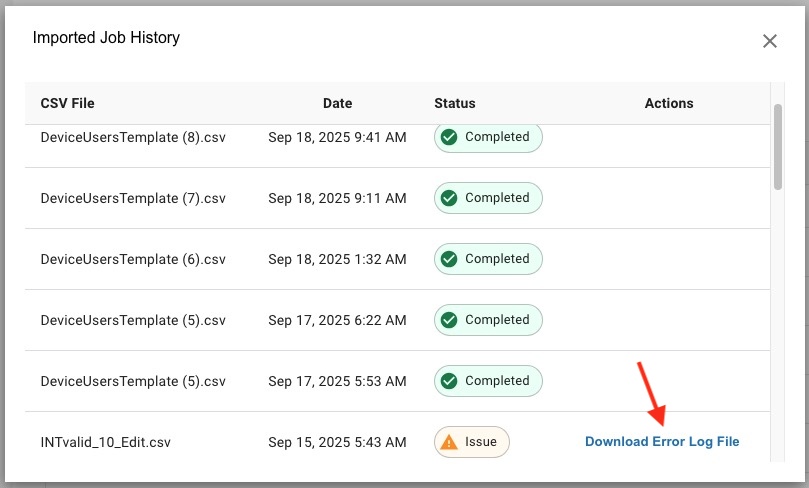 Imported Job History
CSV File Date Status Actions
DeviceUsersTemplate (8).csv Sep 18, 2025 9:41 AM Completed
DeviceUsersTemplate (7).csv Sep 18, 2025 9:11 AM Completed
DeviceUsersTemplate (6).csv Sep 18, 2025 1:32 AM Completed
DeviceUsersTemplate (5).csv Sep 17, 2025 6:22 AM Completed
DeviceUsersTemplate (5).csv Sep 17, 2025 5:53 AM Completed
INTvalid_10_Edit.csv Sep 15, 2025 5:43 AM Issue Download Error Log File